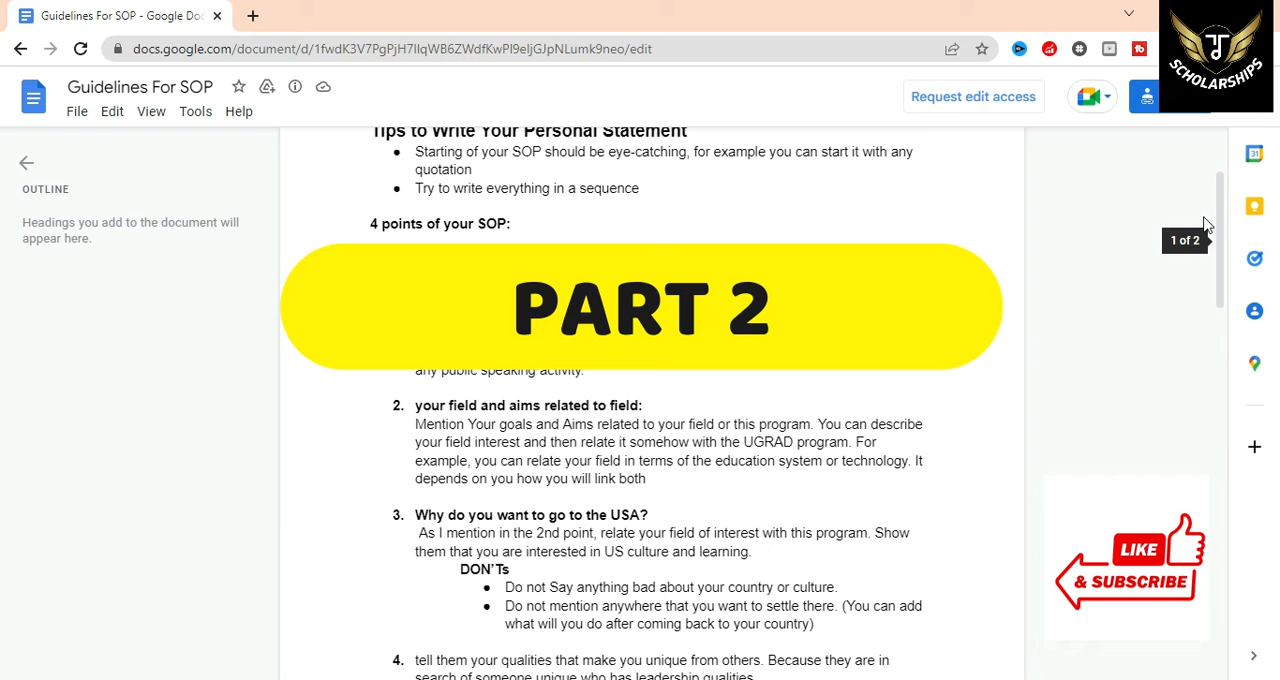 Guidelines For SOP - Google Doc
docs.google.com/document/d/1fwdK3V7PgPjH7IlqWB6ZWdfKwPl9eljGJpNLumk9neo/edit
Guidelines For SOP
File Edit View Tools Help
Request edit access
TJ
SCHOLARSHIPS
OUTLINE
Headings you add to the document will
appear here.
Tips to Write Your Personal Statement
● Starting of your SOP should be eye-catching, for example you can start it with any
quotation
● Try to write everything in a sequence
4 points of your SOP:
PART 2
any public speaking activity.
2. your field and aims related to field:
Mention Your goals and Aims related to your field or this program. You can describe
your field interest and then relate it somehow with the UGRAD program. For
example, you can relate your field in terms of the education system or technology. It
depends on you how you will link both
3. Why do you want to go to the USA?
As I mention in the 2nd point, relate your field of interest with this program. Show
them that you are interested in US culture and learning.
DON'Ts
● Do not Say anything bad about your country or culture.
● Do not mention anywhere that you want to settle there. (You can add
what will you do after coming back to your country)
4. tell them your qualities that make you unique from others. Because they are in
search of someone unique who has leadership qualities
1 of 2
31
LIKE
& SUBSCRIBE